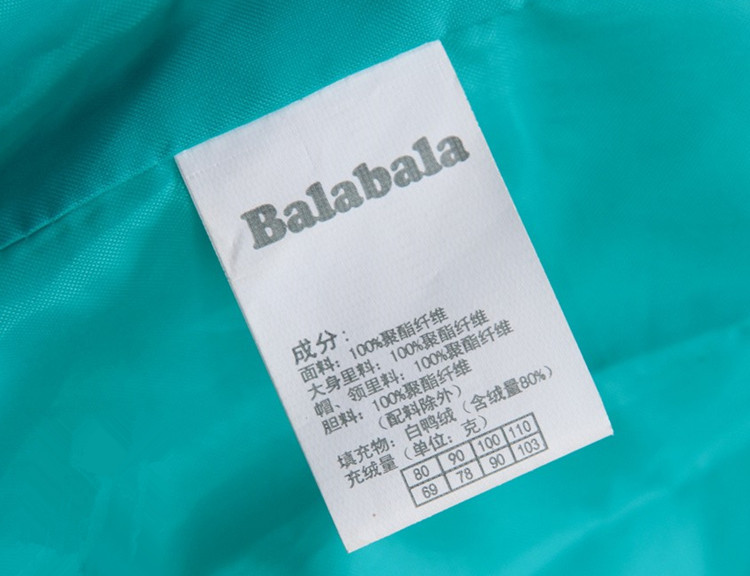 Balabala
成分：
面料：100%聚酯纤维
大身里料：100%聚酯纤维
帽、领里料：100%聚酯纤维
胆料：100%聚酯纤维
（配料除外）
填充物：白鸭绒（含绒量80%）
充绒量（单位：克）
80 90 100 110
69 78 90 103